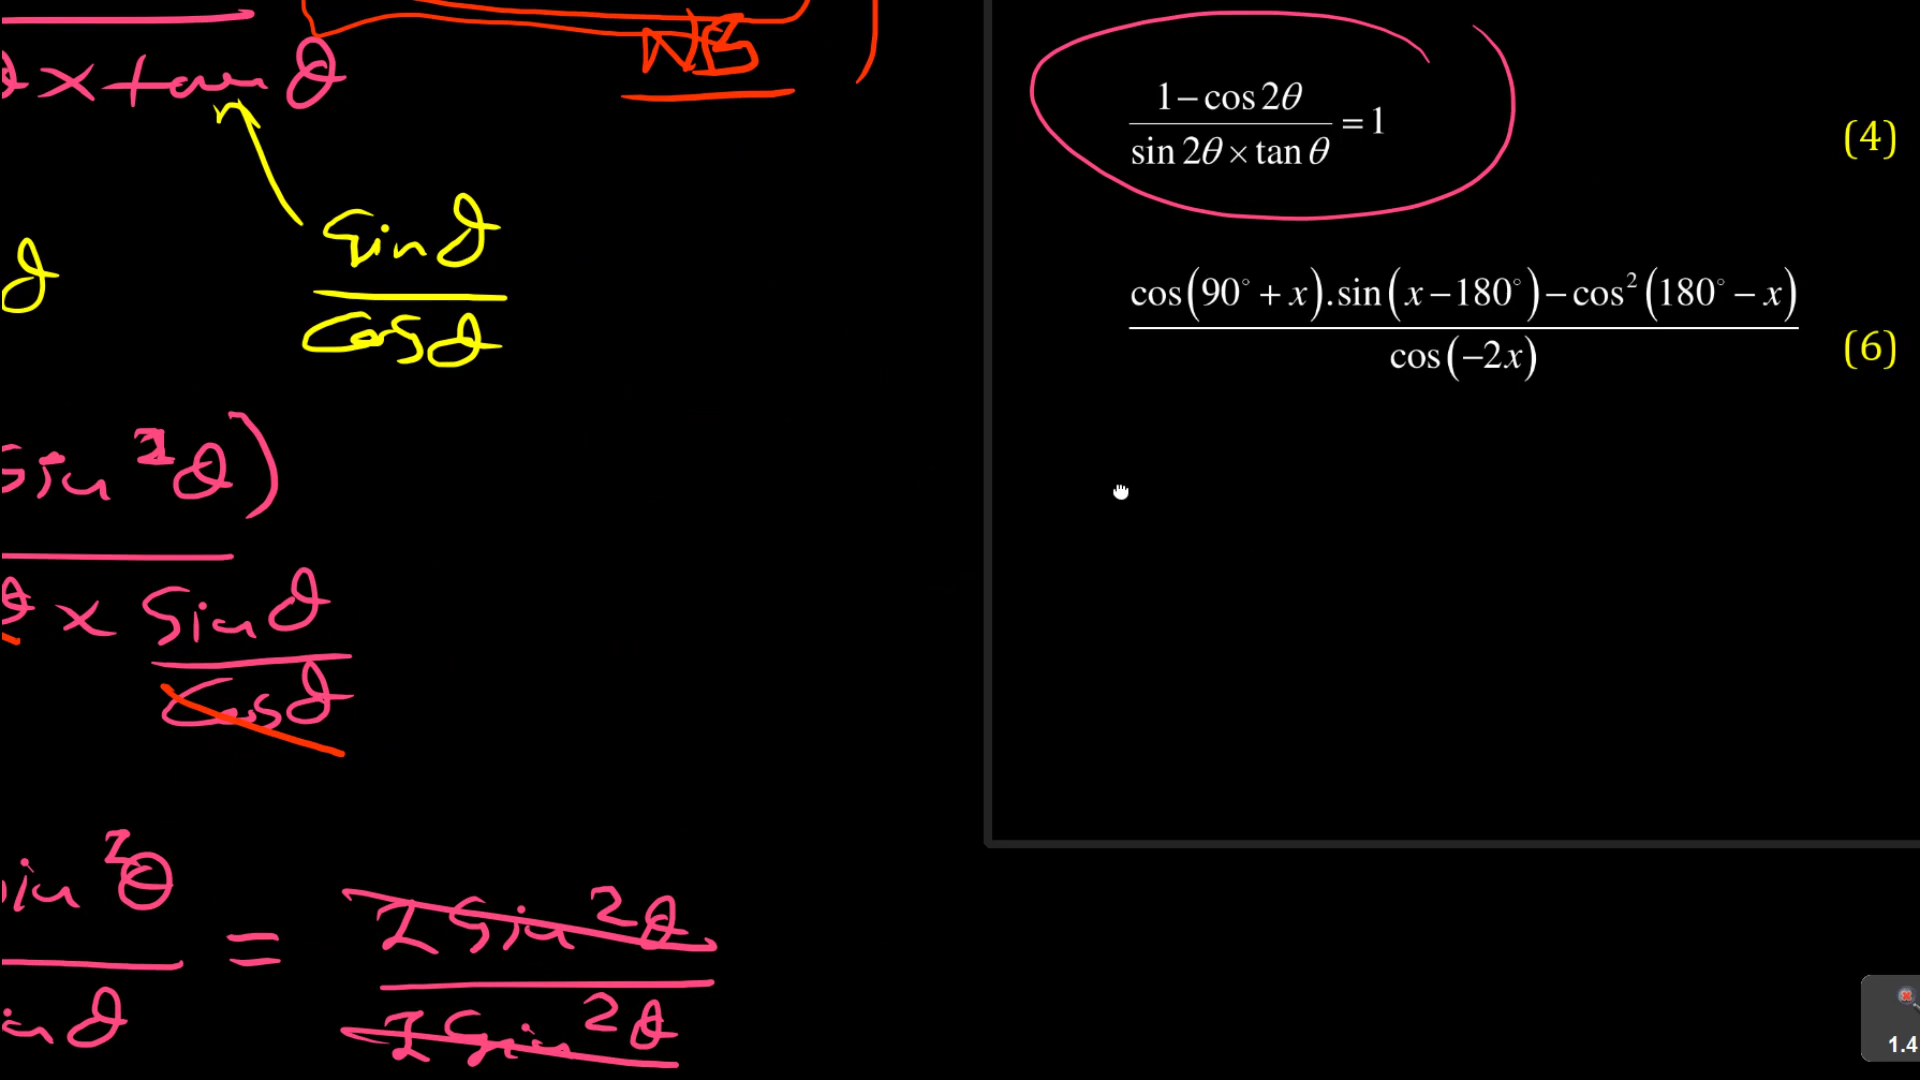 θ × tan θ
NB
sin θ
cos θ
θ
sin²θ)
θ × sin θ
cos θ
sin²θ = 2 sin²θ
sin θ 2 sin²θ
1 − cos 2θ
sin 2θ × tan θ = 1
(4)
cos(90° + x).sin(x − 180°) − cos²(180° − x)
cos(−2x)
(6)
1.4